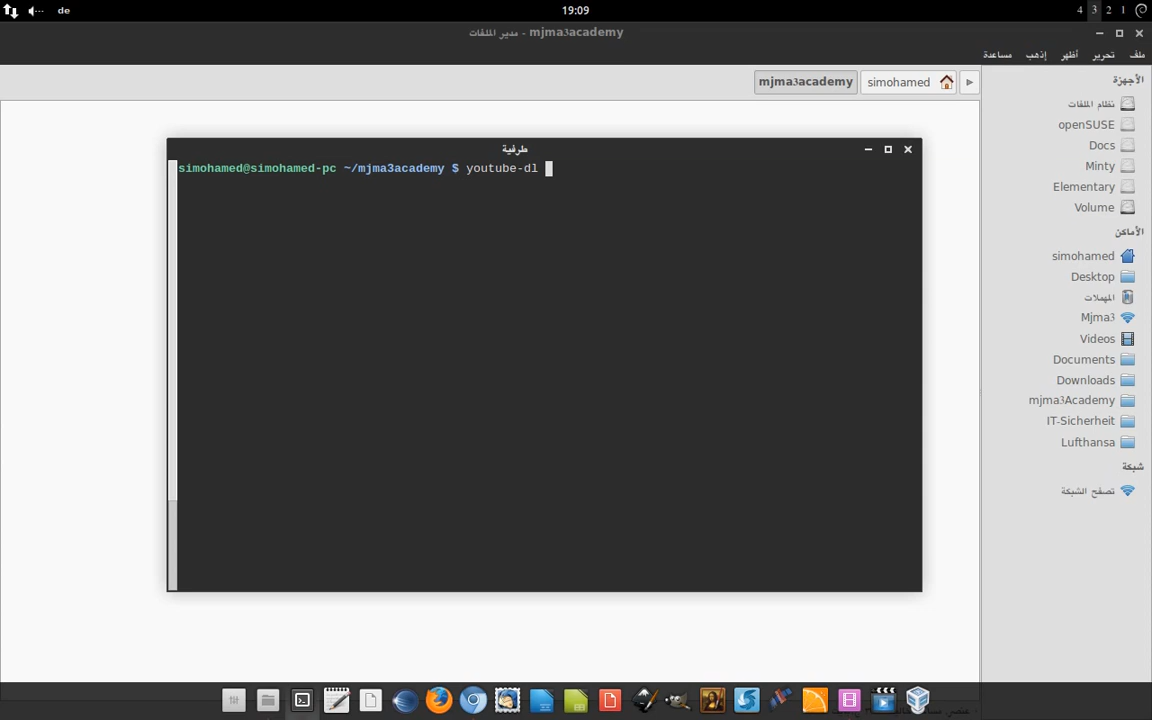 de
19:09
4 3 2 1
mjma3academy - مدير الملفات
ملف تحرير أظهر إذهب مساعدة
mjma3academy simohamed
طرفية
simohamed@simohamed-pc ~/mjma3academy $ youtube-dl
الأجهزة
نظام الملفات
openSUSE
Docs
Minty
Elementary
Volume
الأماكن
simohamed
Desktop
المهملات
Mjma3
Videos
Documents
Downloads
mjma3Academy
IT-Sicherheit
Lufthansa
شبكة
تصفح الشبكة